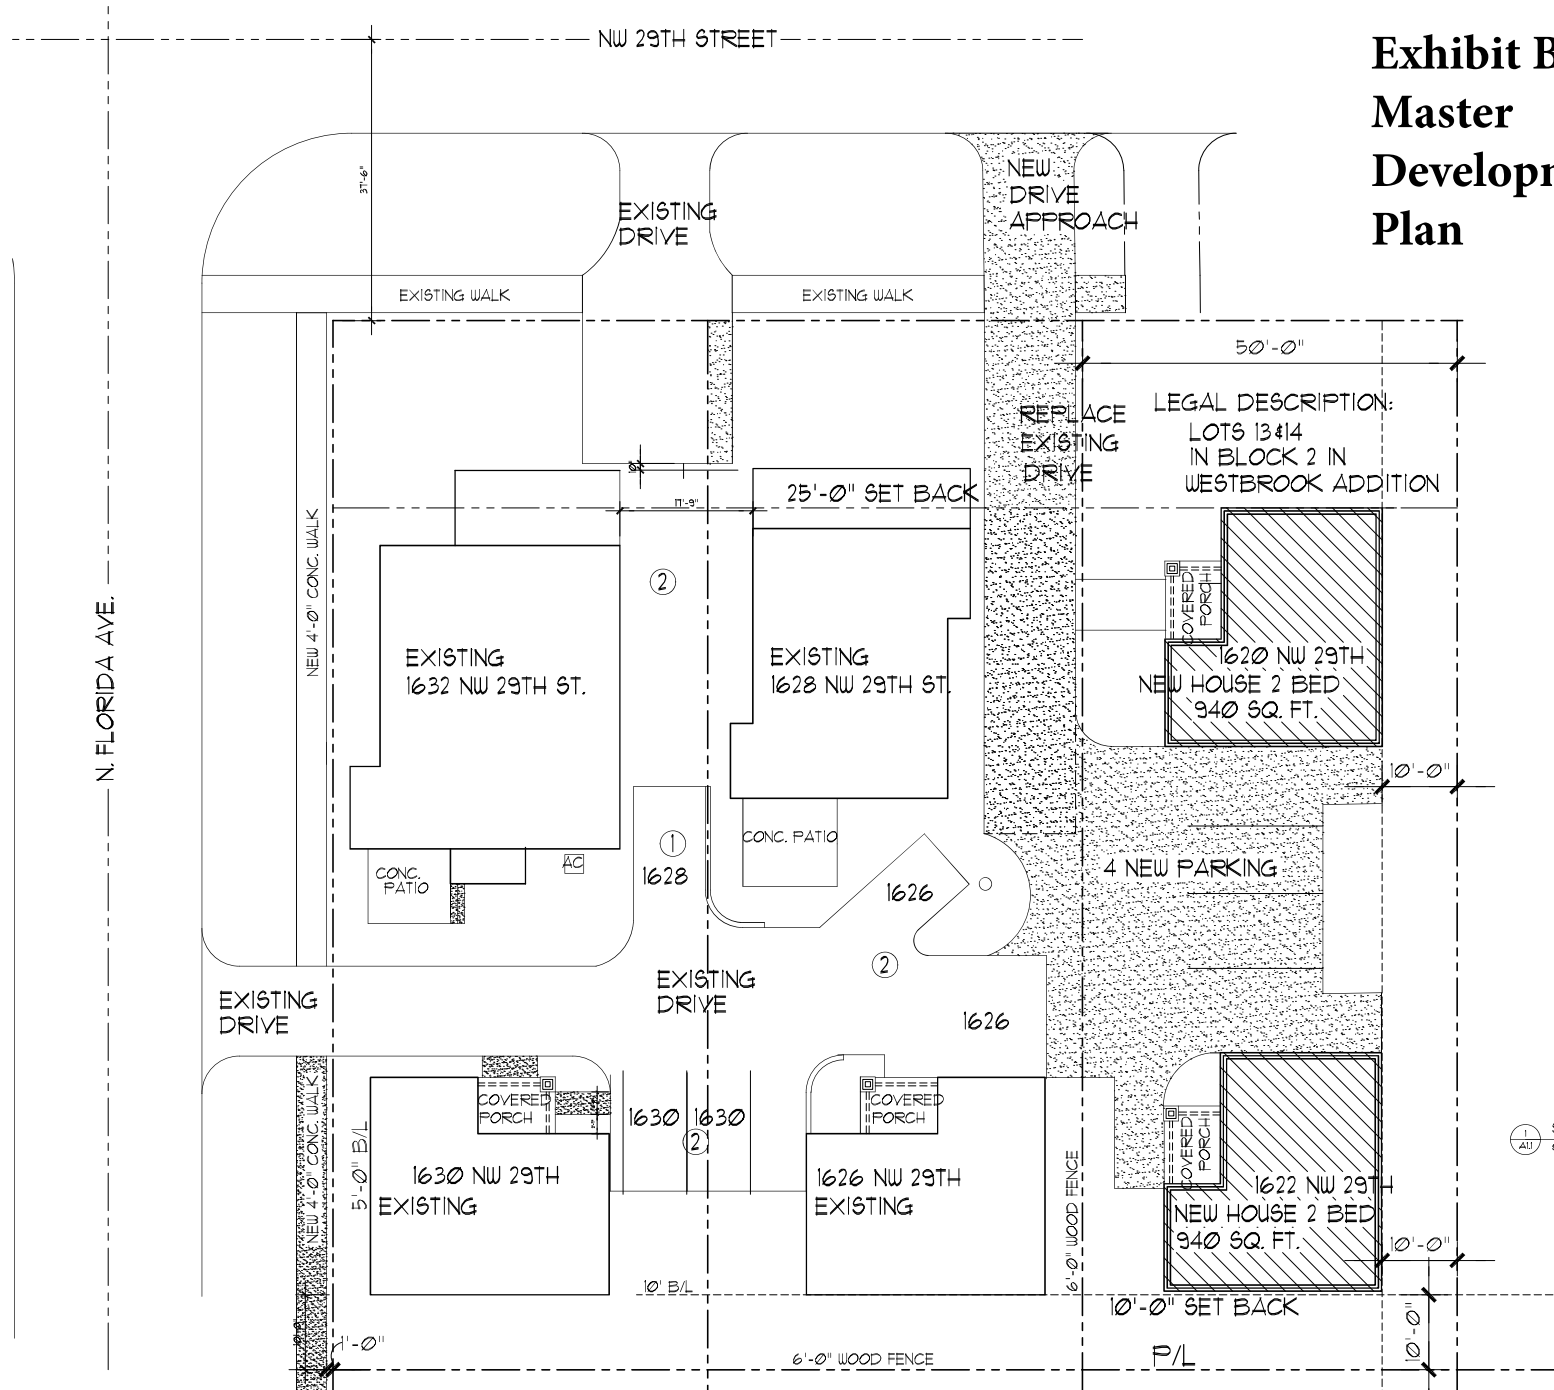 NW 29TH STREET
Exhibit B
Master
Developm
Plan
37'-6"
NEW
DRIVE
APPROACH
EXISTING
DRIVE
EXISTING WALK
EXISTING WALK
50'-0"
REPLACE
EXISTING
DRIVE
LEGAL DESCRIPTION:
LOTS 13&14
IN BLOCK 2 IN
WESTBROOK ADDITION
25'-0" SET BACK
17'-9"
NEW 4'-0" CONC. WALK
N. FLORIDA AVE.
2
EXISTING
1632 NW 29TH ST.
EXISTING
1628 NW 29TH ST.
COVERED
PORCH
1620 NW 29TH
NEW HOUSE 2 BED
940 SQ. FT.
10'-0"
1
1628
CONC. PATIO
AC
CONC.
PATIO
1626
4 NEW PARKING
2
EXISTING
DRIVE
EXISTING
DRIVE
1626
NEW 4'-0" CONC. WALK
5'-0" B/L
COVERED
PORCH
1630
1630
2
COVERED
PORCH
1630 NW 29TH
EXISTING
1626 NW 29TH
EXISTING
6'-0" WOOD FENCE
COVERED
PORCH
1622 NW 29TH
NEW HOUSE 2 BED
940 SQ. FT.
10'-0"
1
A1.1
10' B/L
10'-0" SET BACK
10'-0"
1'-0"
6'-0" WOOD FENCE
P/L